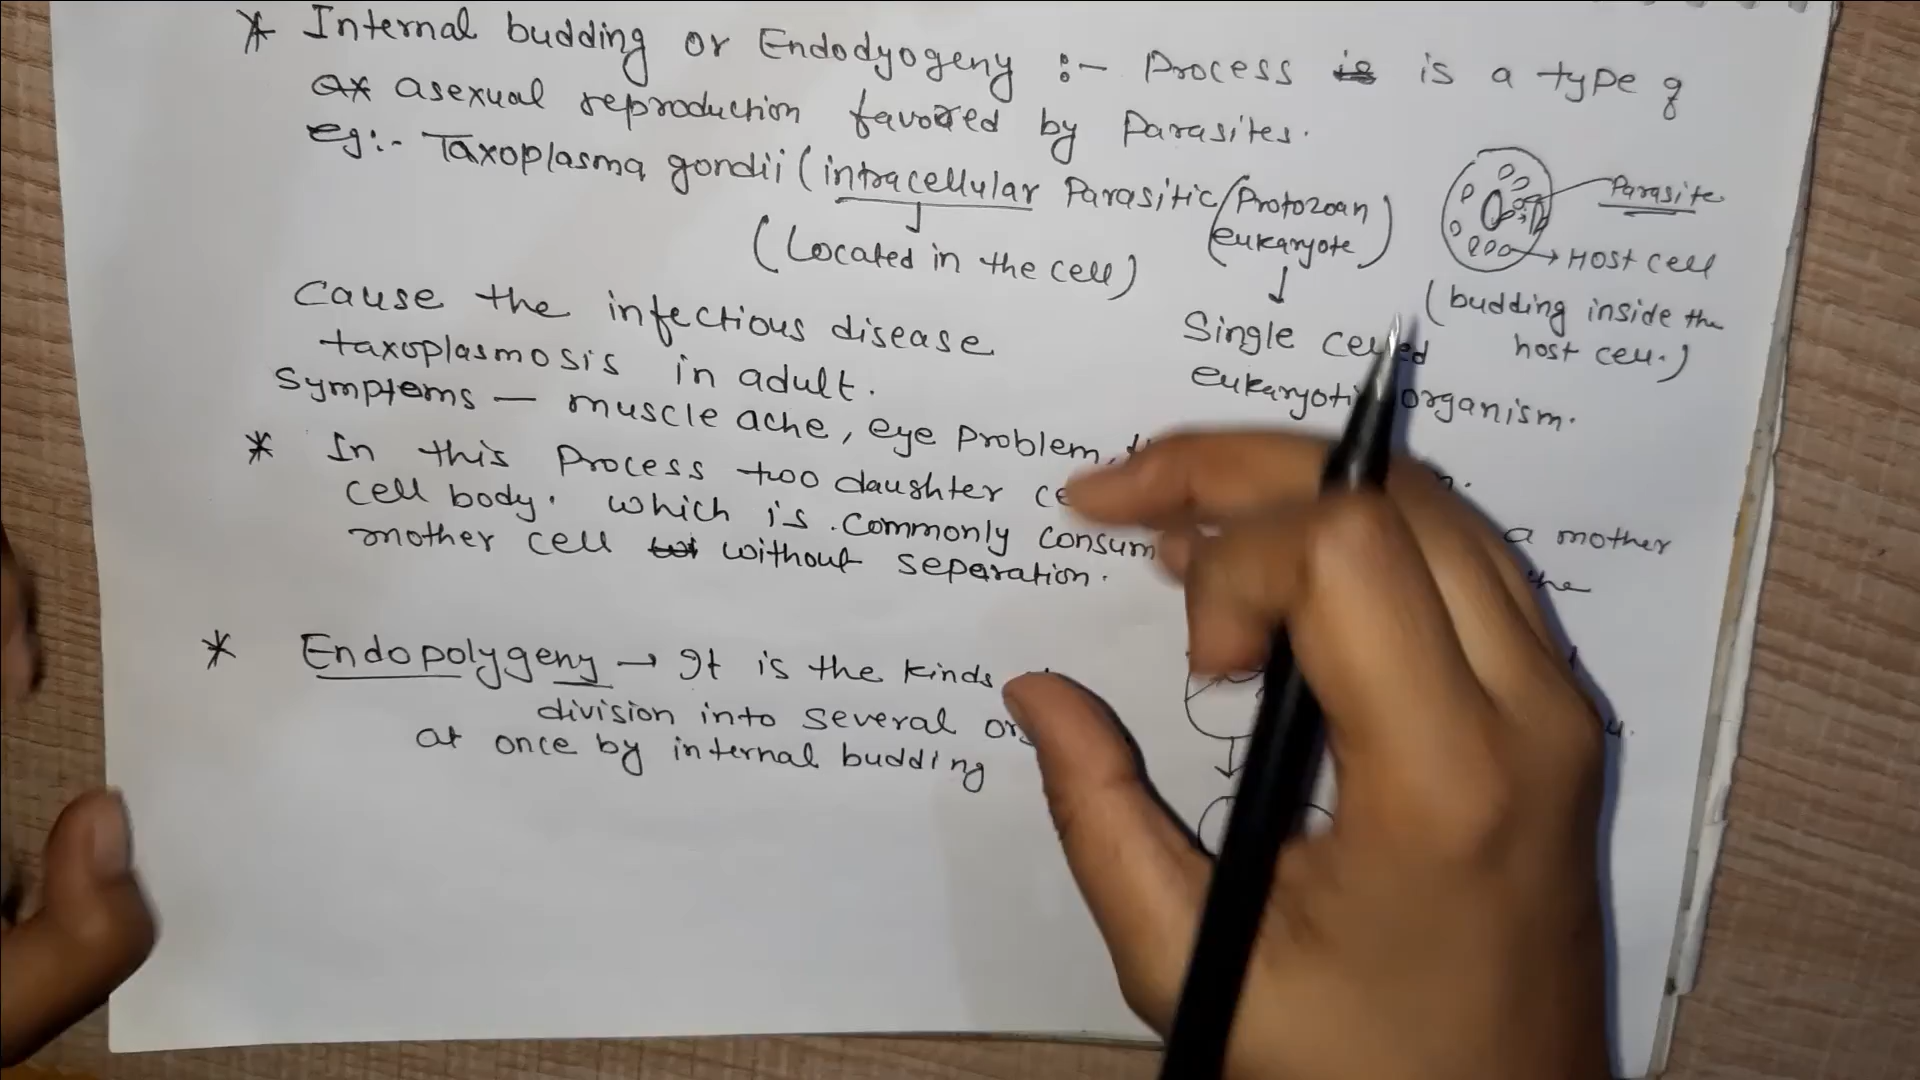 * Internal budding or Endodyogeny :- Process is is a type of
asexual reproduction favored by Parasites.
eg:- Taxoplasma gondii (intracellular Parasitic/Protozoan
eukaryote)
(Located in the cell)
Parasite
→ Host cell
(budding inside the
host cell.)
Single celled
eukaryotic organism.
Cause the infectious disease
taxoplasmosis in adult.
Symptoms — muscle ache, eye problem,
* In this process two daughter
a mother
cell body. which is commonly
the
mother cell without separation.
* Endopolygeny → It is the kinds
division into several
at once by internal budding